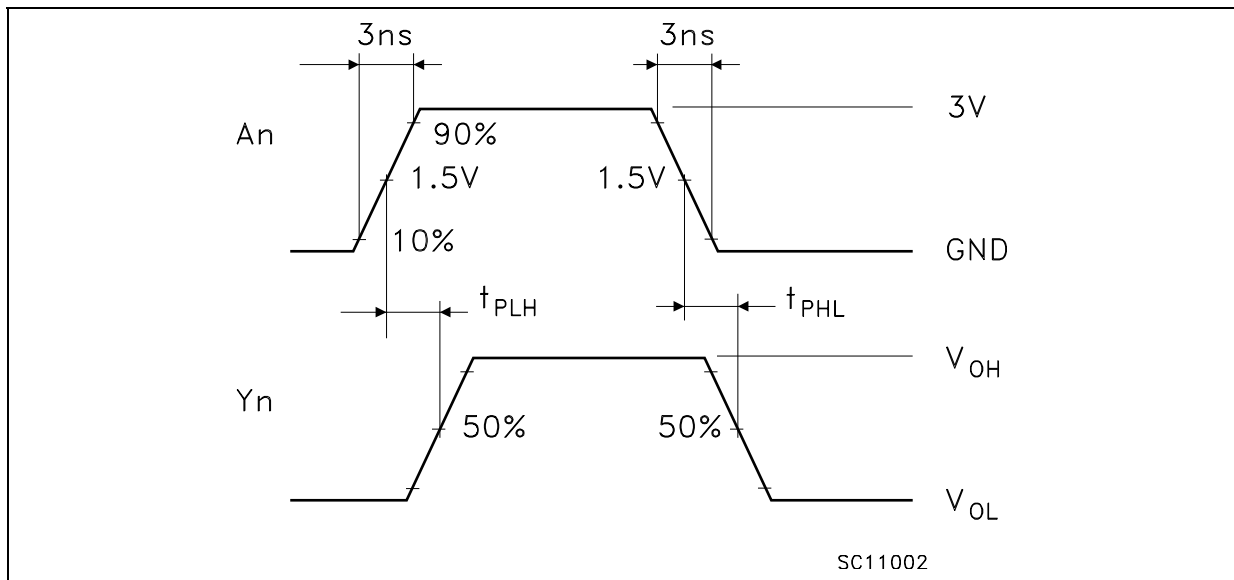 3ns 3ns
An
90%
3V
1.5V 1.5V
10%
GND
tPLH tPHL
Yn
VOH
50% 50%
VOL
SC11002